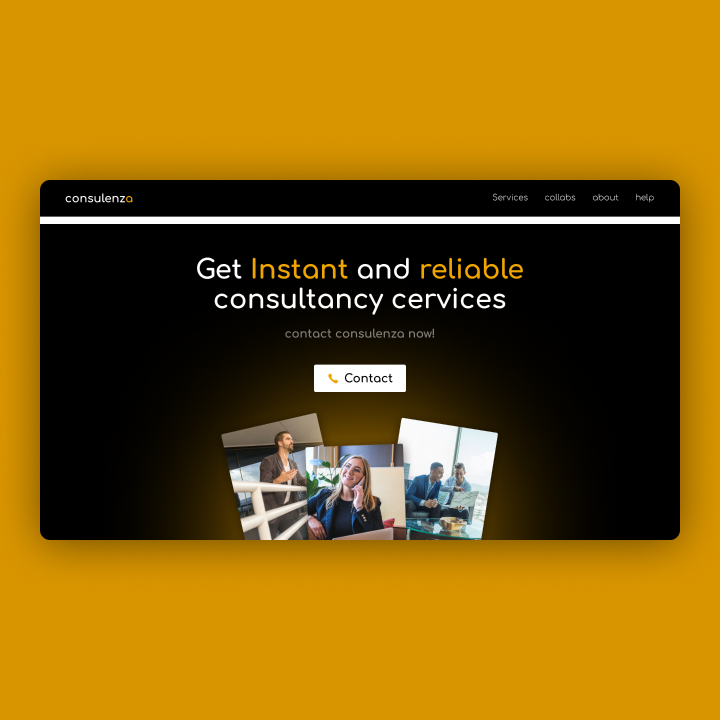 consulenza
Services collabs about help
Get Instant and reliable
consultancy cervices
contact consulenza now!
Contact